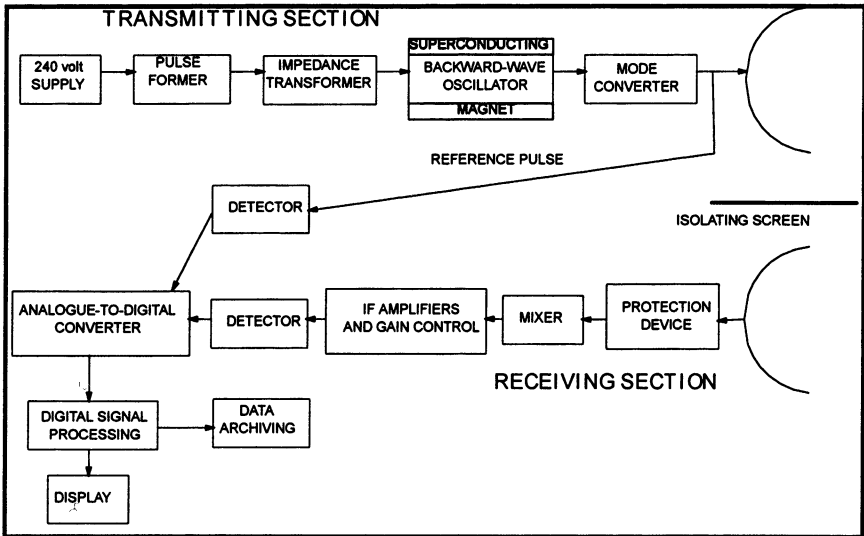 TRANSMITTING SECTION
240 volt
SUPPLY
PULSE
FORMER
IMPEDANCE
TRANSFORMER
SUPERCONDUCTING
BACKWARD-WAVE
OSCILLATOR
MAGNET
MODE
CONVERTER
REFERENCE PULSE
DETECTOR
ISOLATING SCREEN
ANALOGUE-TO-DIGITAL
CONVERTER
DETECTOR
IF AMPLIFIERS
AND GAIN CONTROL
MIXER
PROTECTION
DEVICE
RECEIVING SECTION
DIGITAL SIGNAL
PROCESSING
DATA
ARCHIVING
DISPLAY